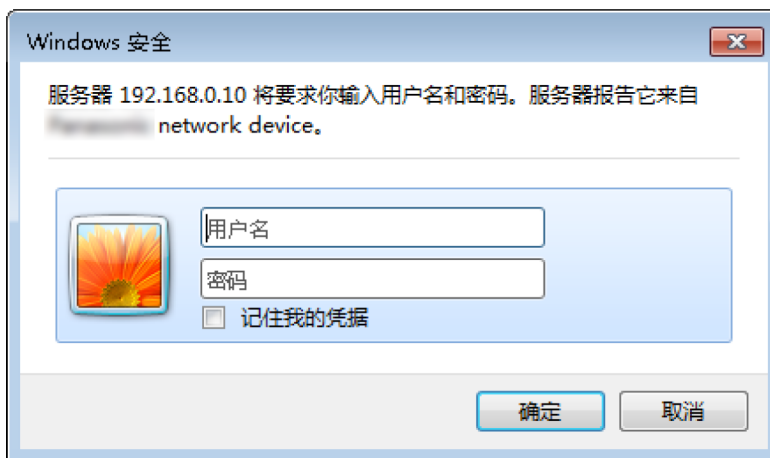 Windows 安全
服务器 192.168.0.10 将要求你输入用户名和密码。服务器报告它来自
network device。
用户名
密码
记住我的凭据
确定
取消